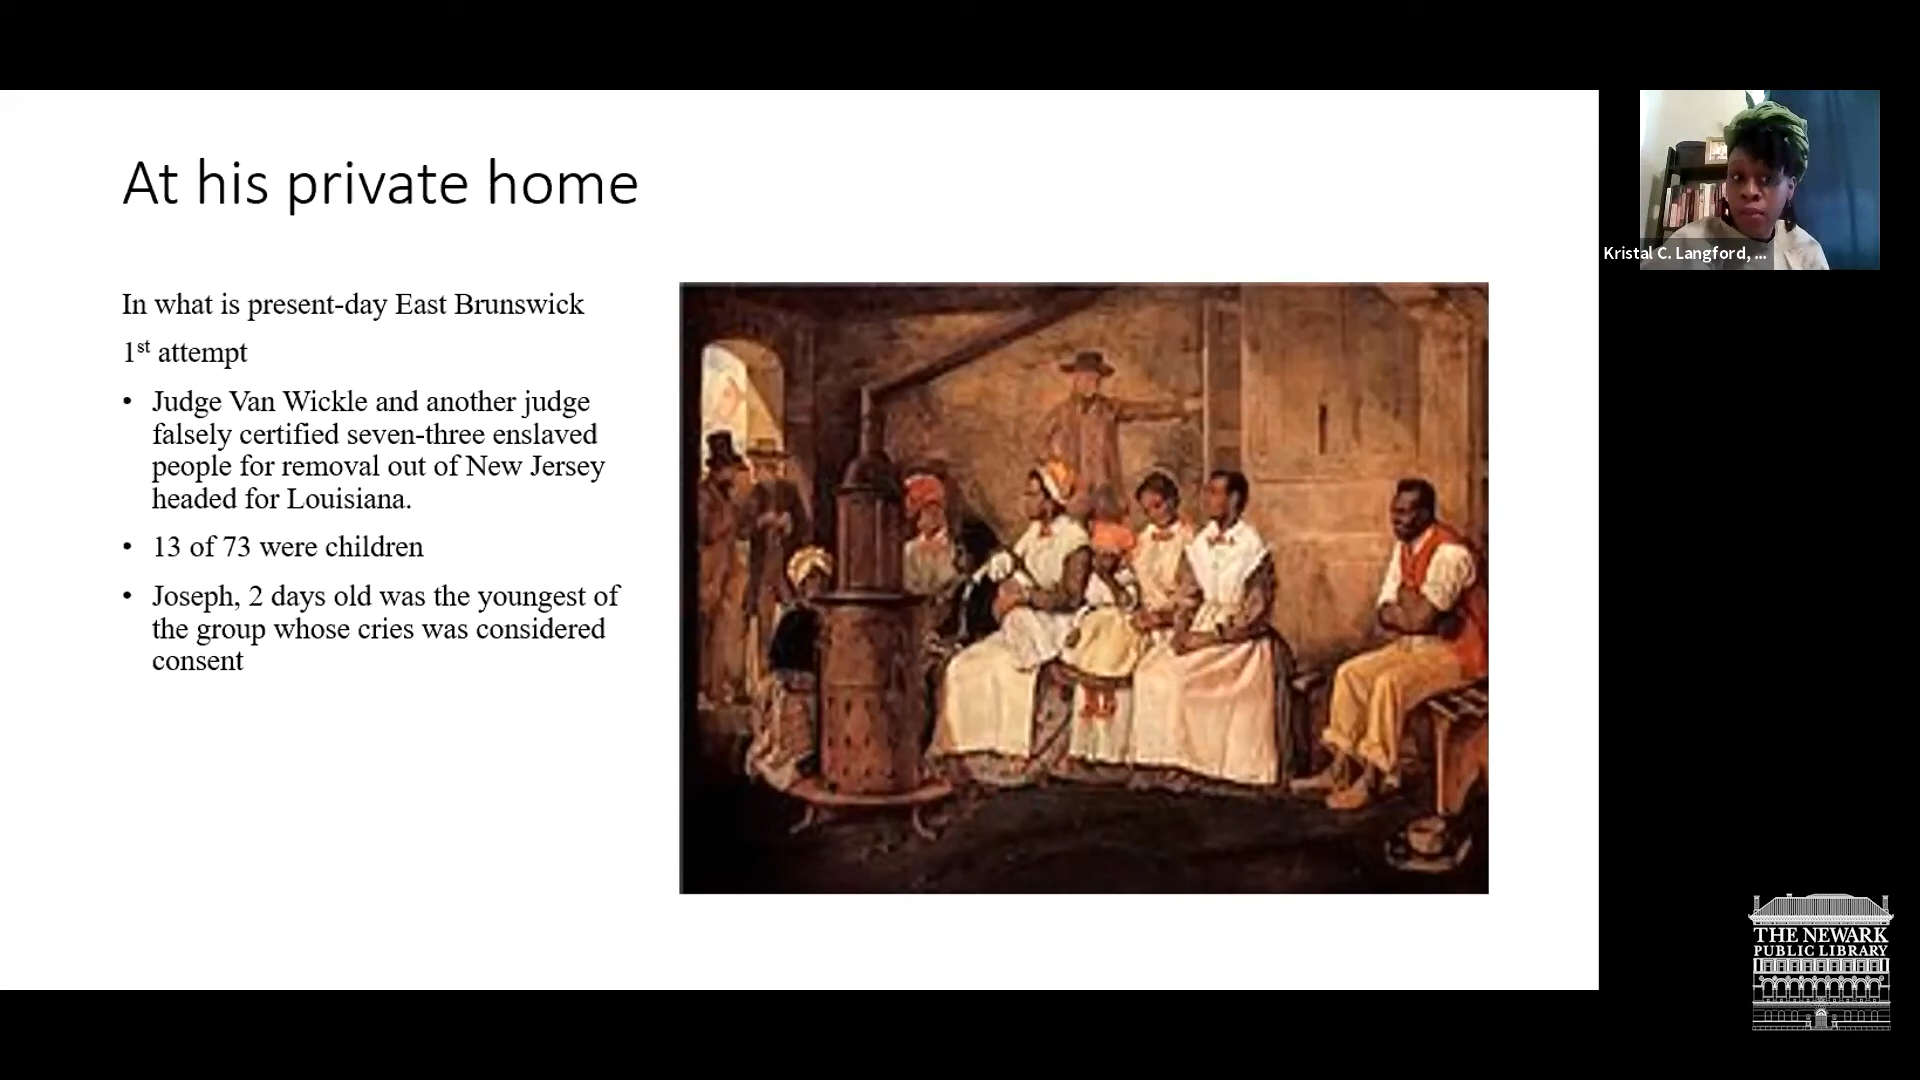 At his private home
In what is present-day East Brunswick
1st attempt
• Judge Van Wickle and another judge
falsely certified seven-three enslaved
people for removal out of New Jersey
headed for Louisiana.
• 13 of 73 were children
• Joseph, 2 days old was the youngest of
the group whose cries was considered
consent
Kristal C. Langford, ...
THE NEWARK
PUBLIC LIBRARY